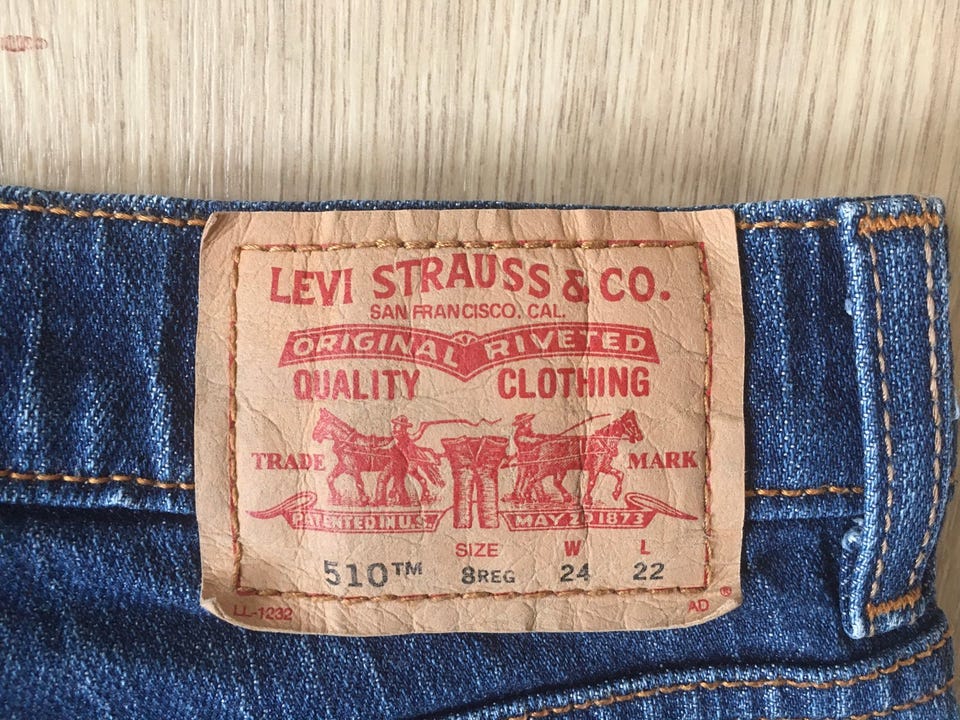 LEVI STRAUSS & CO.
SAN FRANCISCO, CAL.
ORIGINAL RIVETED
QUALITY CLOTHING
TRADE MARK
PATENTED IN U.S. MAY 20 1873
SIZE W L
510™ 8REG 24 22
LL-1232 AD ®